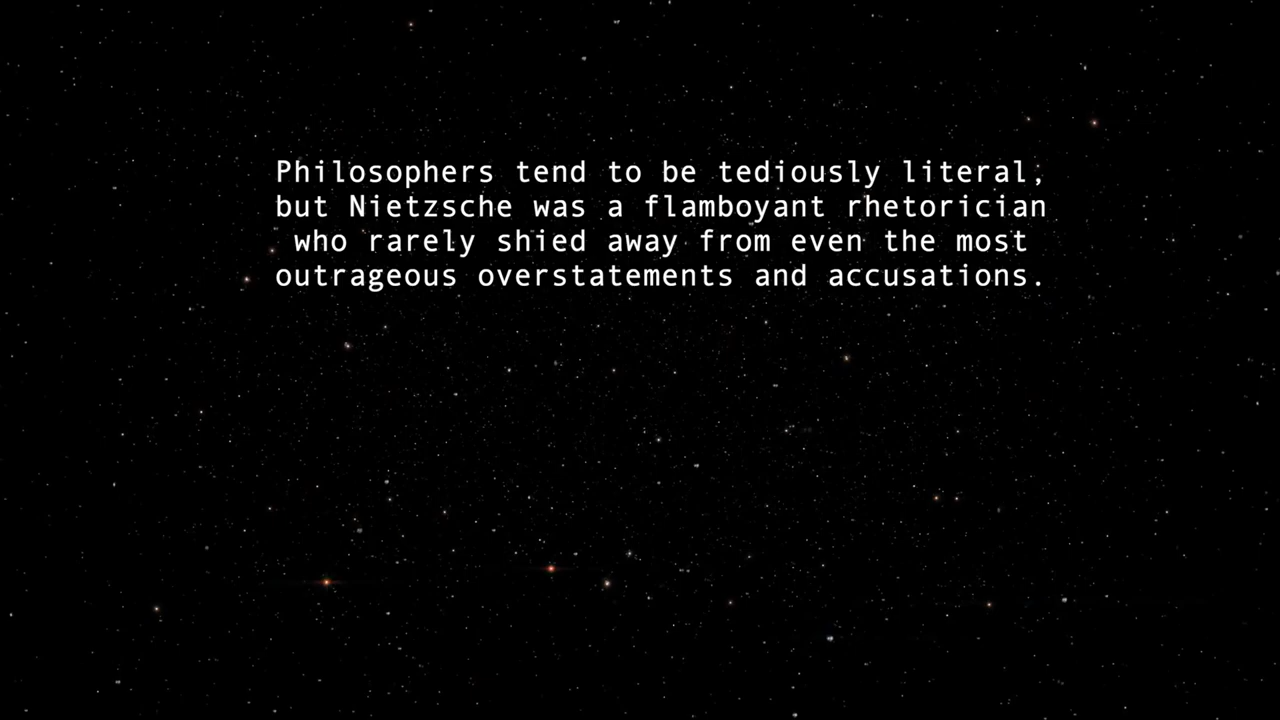 Philosophers tend to be tediously literal;
but Nietzsche was a flamboyant rhetorician
who rarely shied away from even the most
outrageous overstatements and accusations.